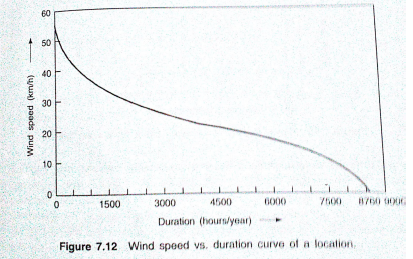 60
50
40
30
20
10
0
Wind speed (km/h)
0 1500 3000 4500 6000 7500 8760 9000
Duration (hours/year)
Figure 7.12 Wind speed vs. duration curve of a location.